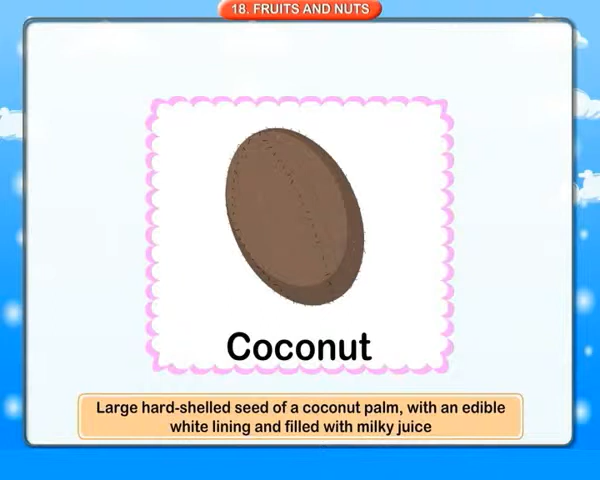 18. FRUITS AND NUTS
Coconut
Large hard-shelled seed of a coconut palm, with an edible
white lining and filled with milky juice